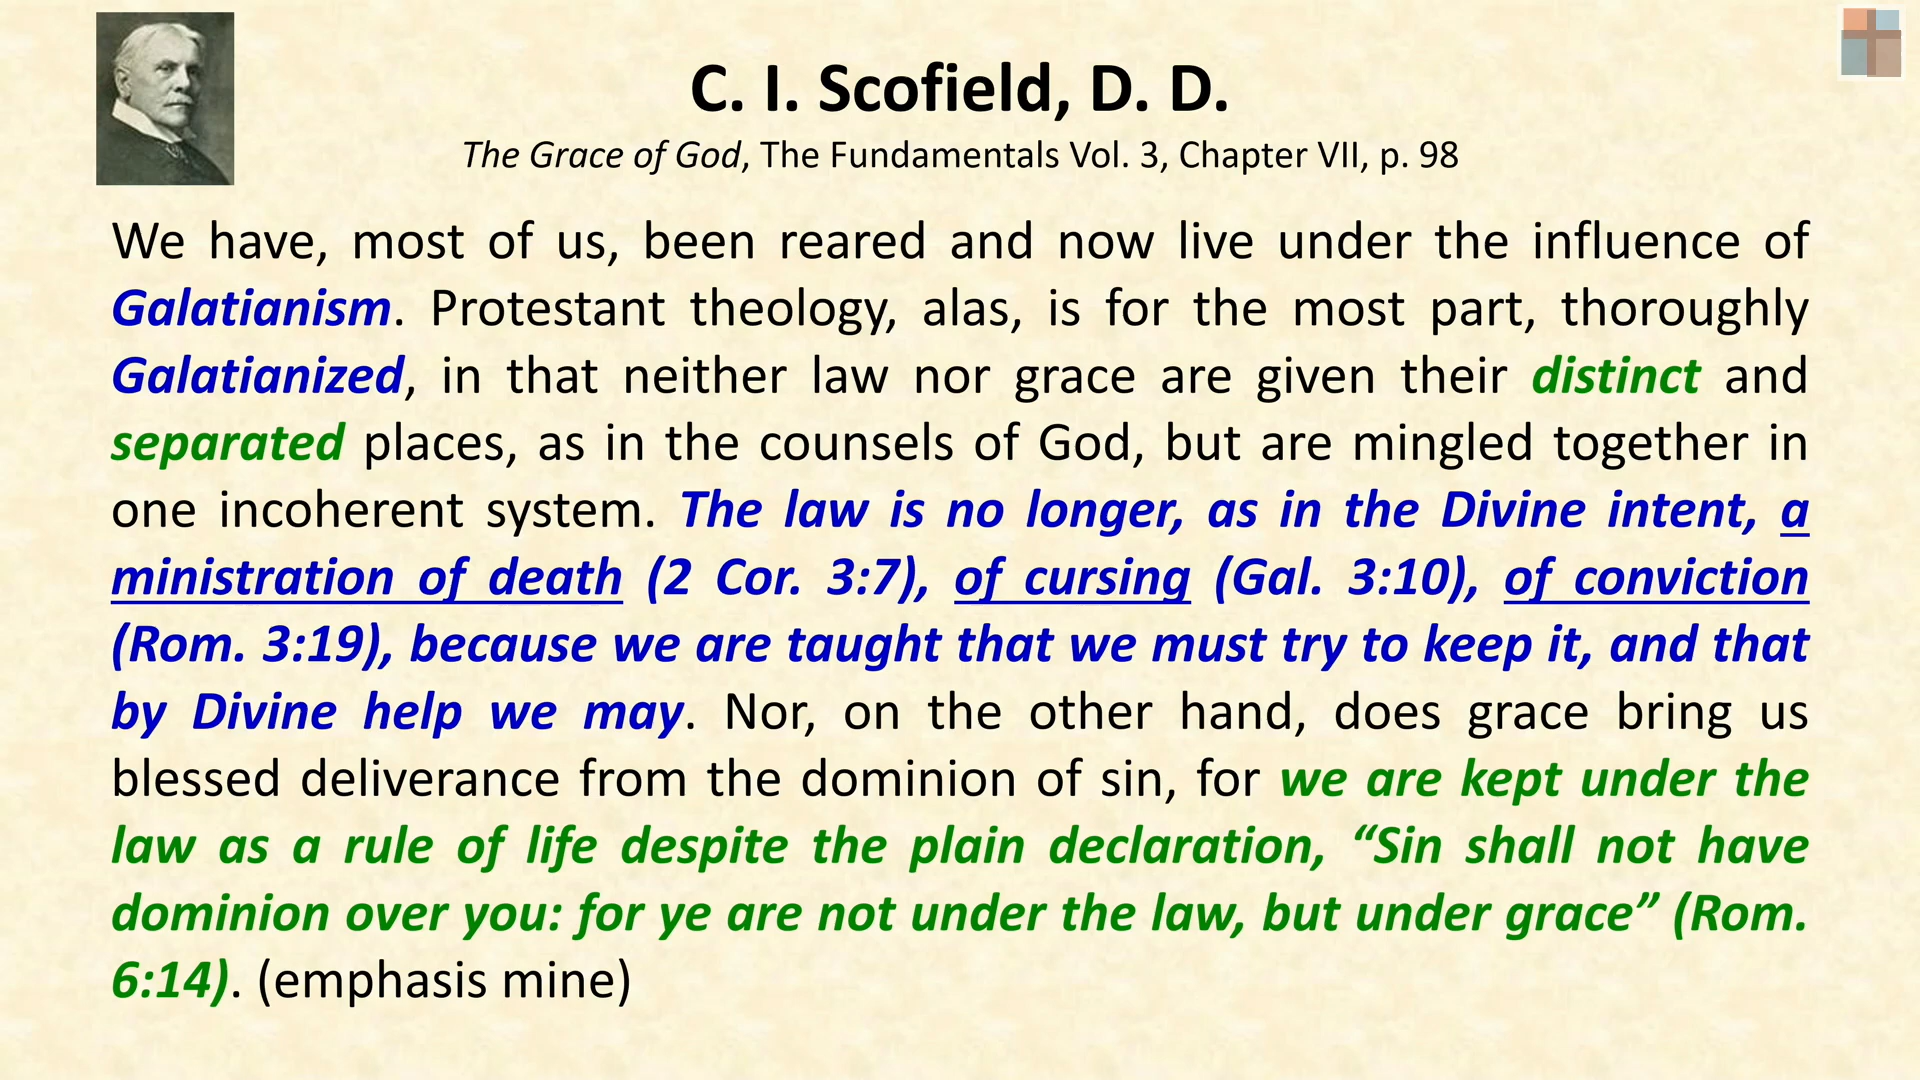 C. I. Scofield, D. D.
The Grace of God, The Fundamentals Vol. 3, Chapter VII, p. 98
We have, most of us, been reared and now live under the influence of
Galatianism. Protestant theology, alas, is for the most part, thoroughly
Galatianized, in that neither law nor grace are given their distinct and
separated places, as in the counsels of God, but are mingled together in
one incoherent system. The law is no longer, as in the Divine intent, a
ministration of death (2 Cor. 3:7), of cursing (Gal. 3:10), of conviction
(Rom. 3:19), because we are taught that we must try to keep it, and that
by Divine help we may. Nor, on the other hand, does grace bring us
blessed deliverance from the dominion of sin, for we are kept under the
law as a rule of life despite the plain declaration, “Sin shall not have
dominion over you: for ye are not under the law, but under grace” (Rom.
6:14). (emphasis mine)